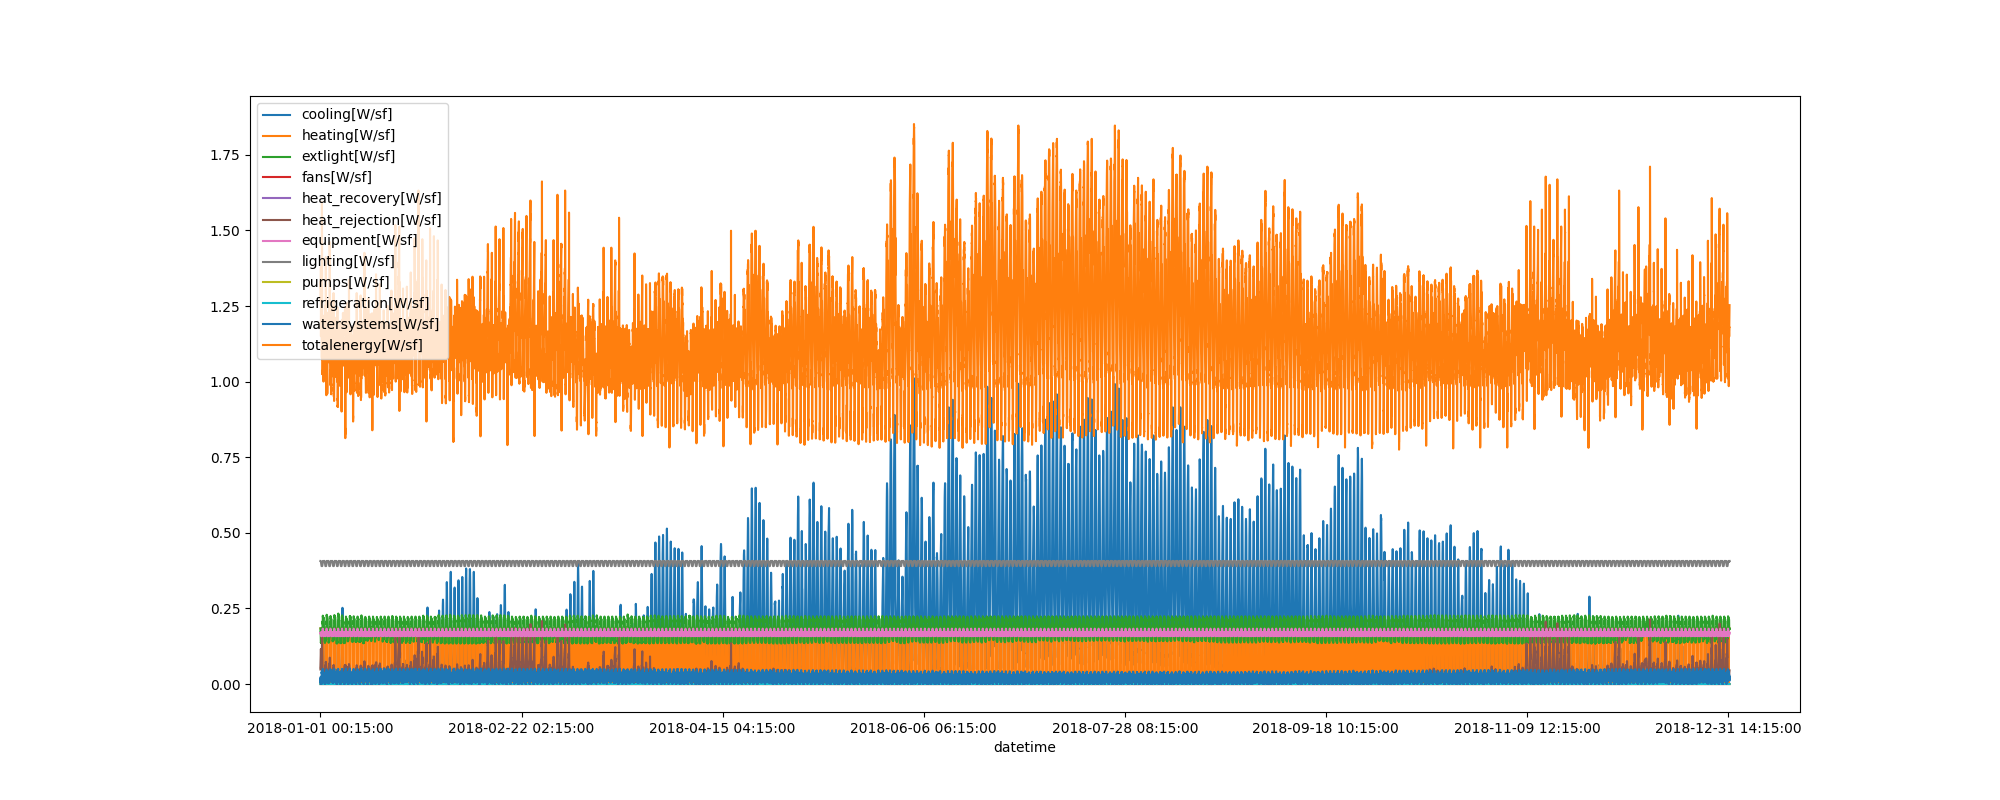 cooling[W/sf]
heating[W/sf]
extlight[W/sf]
fans[W/sf]
heat_recovery[W/sf]
heat_rejection[W/sf]
equipment[W/sf]
lighting[W/sf]
pumps[W/sf]
refrigeration[W/sf]
watersystems[W/sf]
totalenergy[W/sf]
1.75
1.50
1.25
1.00
0.75
0.50
0.25
0.00
2018-01-01 00:15:00 2018-02-22 02:15:00 2018-04-15 04:15:00 2018-06-06 06:15:00 2018-07-28 08:15:00 2018-09-18 10:15:00 2018-11-09 12:15:00 2018-12-31 14:15:00
datetime